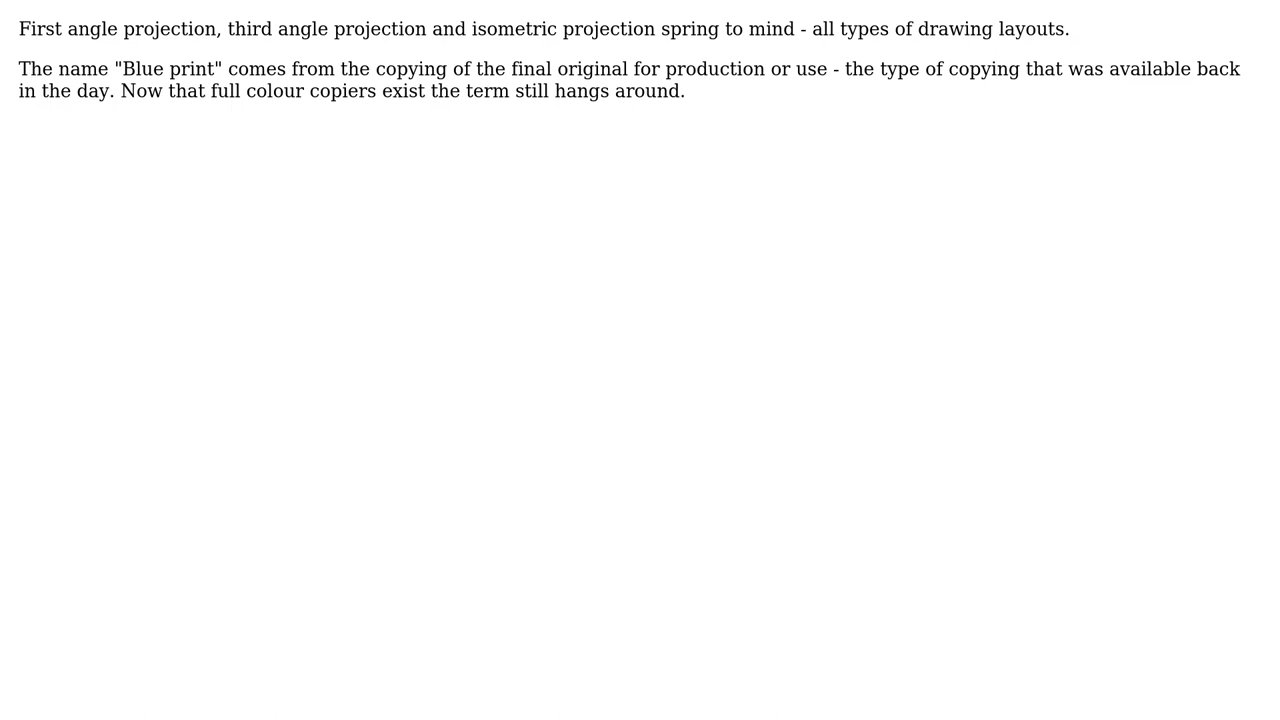 First angle projection, third angle projection and isometric projection spring to mind - all types of drawing layouts.
The name "Blue print" comes from the copying of the final original for production or use - the type of copying that was available back
in the day. Now that full colour copiers exist the term still hangs around.